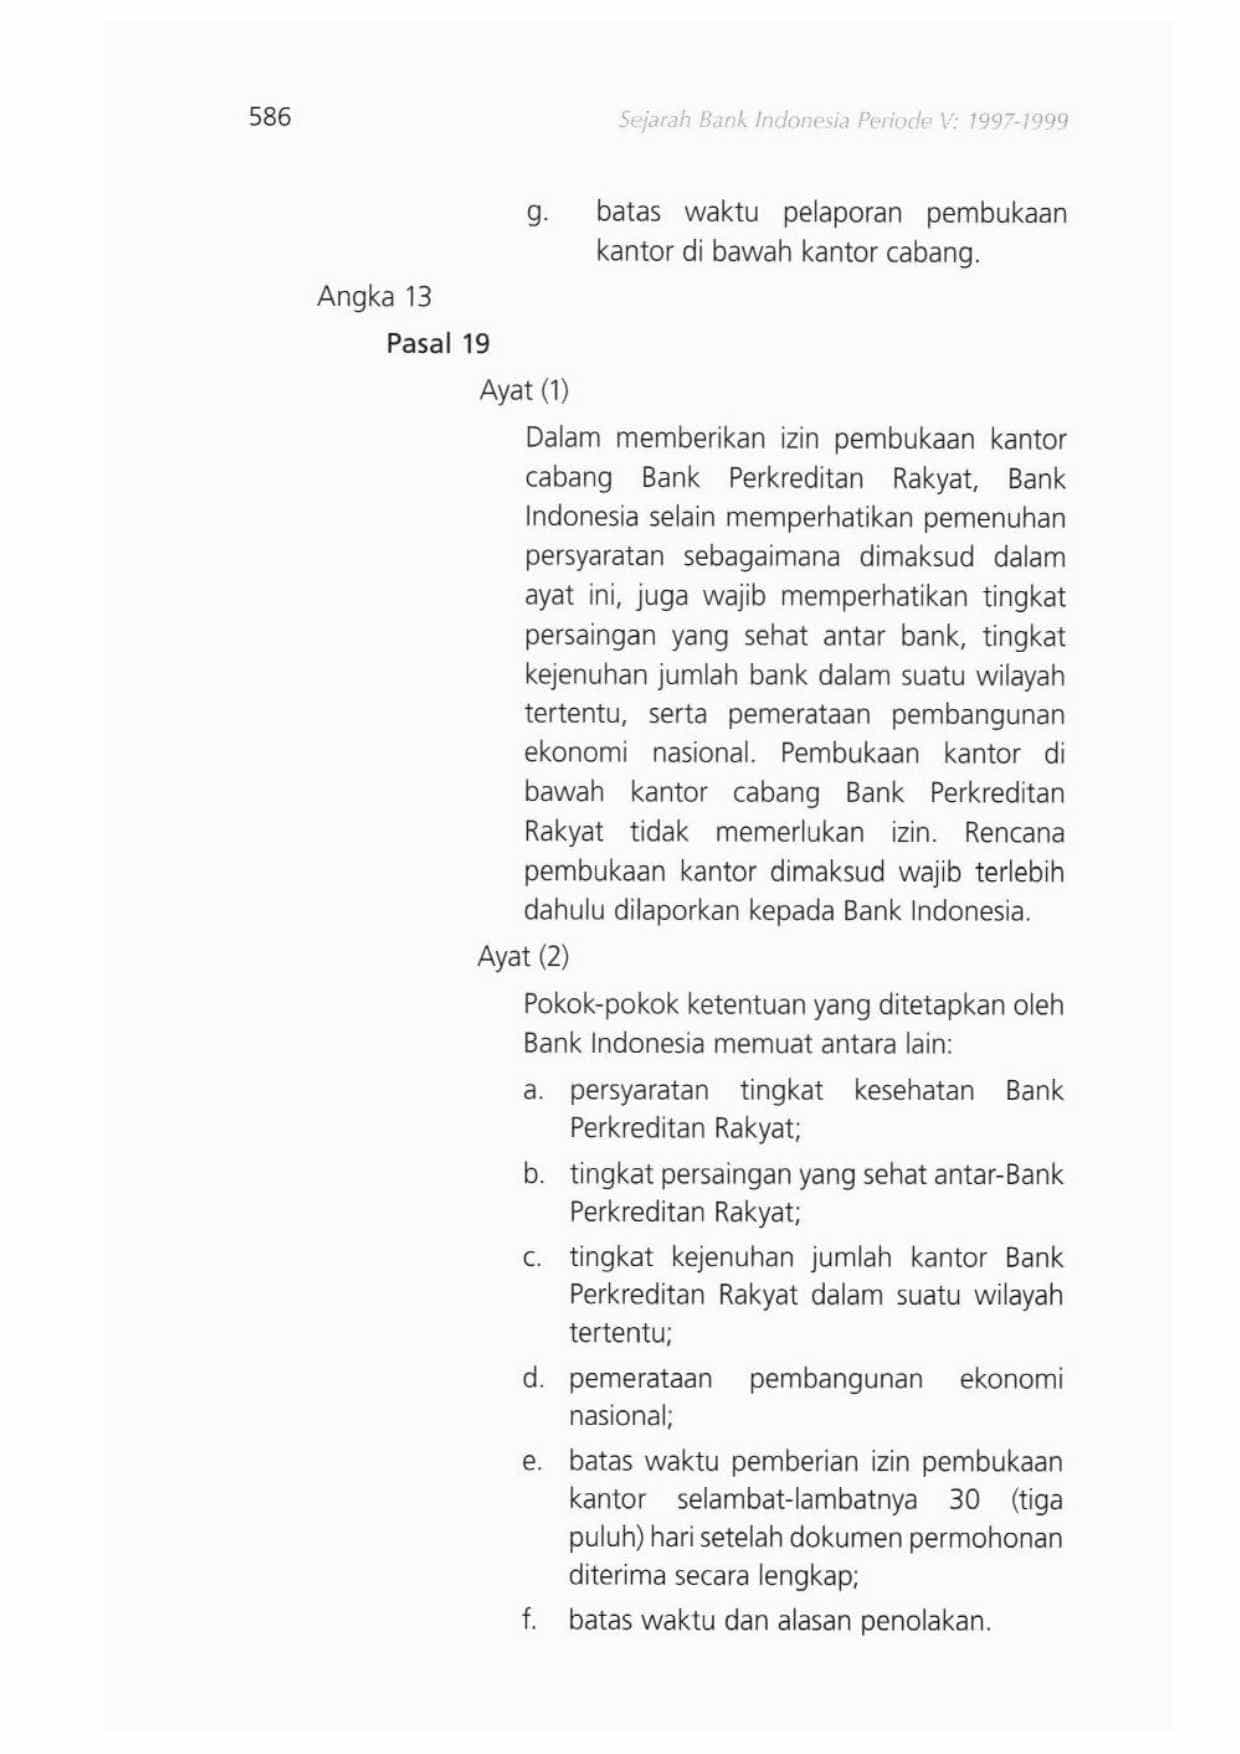 586
Sejarah Bank Indonesia Periode V: 1997-1999
g. batas waktu pelaporan pembukaan
kantor di bawah kantor cabang.
Angka 13
Pasal 19
Ayat (1)
Dalam memberikan izin pembukaan kantor
cabang Bank Perkreditan Rakyat, Bank
Indonesia selain memperhatikan pemenuhan
persyaratan sebagaimana dimaksud dalam
ayat ini, juga wajib memperhatikan tingkat
persaingan yang sehat antar bank, tingkat
kejenuhan jumlah bank dalam suatu wilayah
tertentu, serta pemerataan pembangunan
ekonomi nasional. Pembukaan kantor di
bawah kantor cabang Bank Perkreditan
Rakyat tidak memerlukan izin. Rencana
pembukaan kantor dimaksud wajib terlebih
dahulu dilaporkan kepada Bank Indonesia.
Ayat (2)
Pokok-pokok ketentuan yang ditetapkan oleh
Bank Indonesia memuat antara lain:
a. persyaratan tingkat kesehatan Bank
Perkreditan Rakyat;
b. tingkat persaingan yang sehat antar-Bank
Perkreditan Rakyat;
c. tingkat kejenuhan jumlah kantor Bank
Perkreditan Rakyat dalam suatu wilayah
tertentu;
d. pemerataan pembangunan ekonomi
nasional;
e. batas waktu pemberian izin pembukaan
kantor selambat-lambatnya 30 (tiga
puluh) hari setelah dokumen permohonan
diterima secara lengkap;
f. batas waktu dan alasan penolakan.